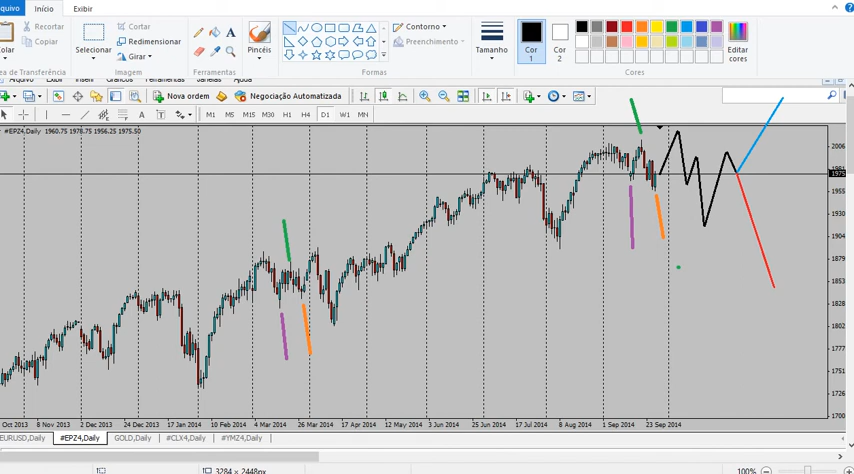 quivo Início Exibir
Recortar
Copiar
Colar
Área de Transferência
Selecionar
Cortar
Redimensionar
Girar
Imagem
Ferramentas
Pincéis
Contorno
Preenchimento
Formas
Tamanho
Cor 1
Cor 2
Editar cores
Cores
Nova ordem Negociação Automatizada
A T
M1 M5 M15 M30 H1 H4 D1 W1 MN
#EPZ4,Daily 1960.75 1978.75 1956.25 1975.50
2006
1981
1975
1955
1930
1904
1879
1853
1828
1802
1777
1751
1726
1700
Oct 2013 8 Nov 2013 2 Dec 2013 24 Dec 2013 17 Jan 2014 10 Feb 2014 4 Mar 2014 26 Mar 2014 17 Apr 2014 12 May 2014 3 Jun 2014 25 Jun 2014 17 Jul 2014 8 Aug 2014 1 Sep 2014 23 Sep 2014
EURUSD,Daily #EPZ4,Daily GOLD,Daily #CLX4,Daily #YMZ4,Daily
3284 × 2448px 100%